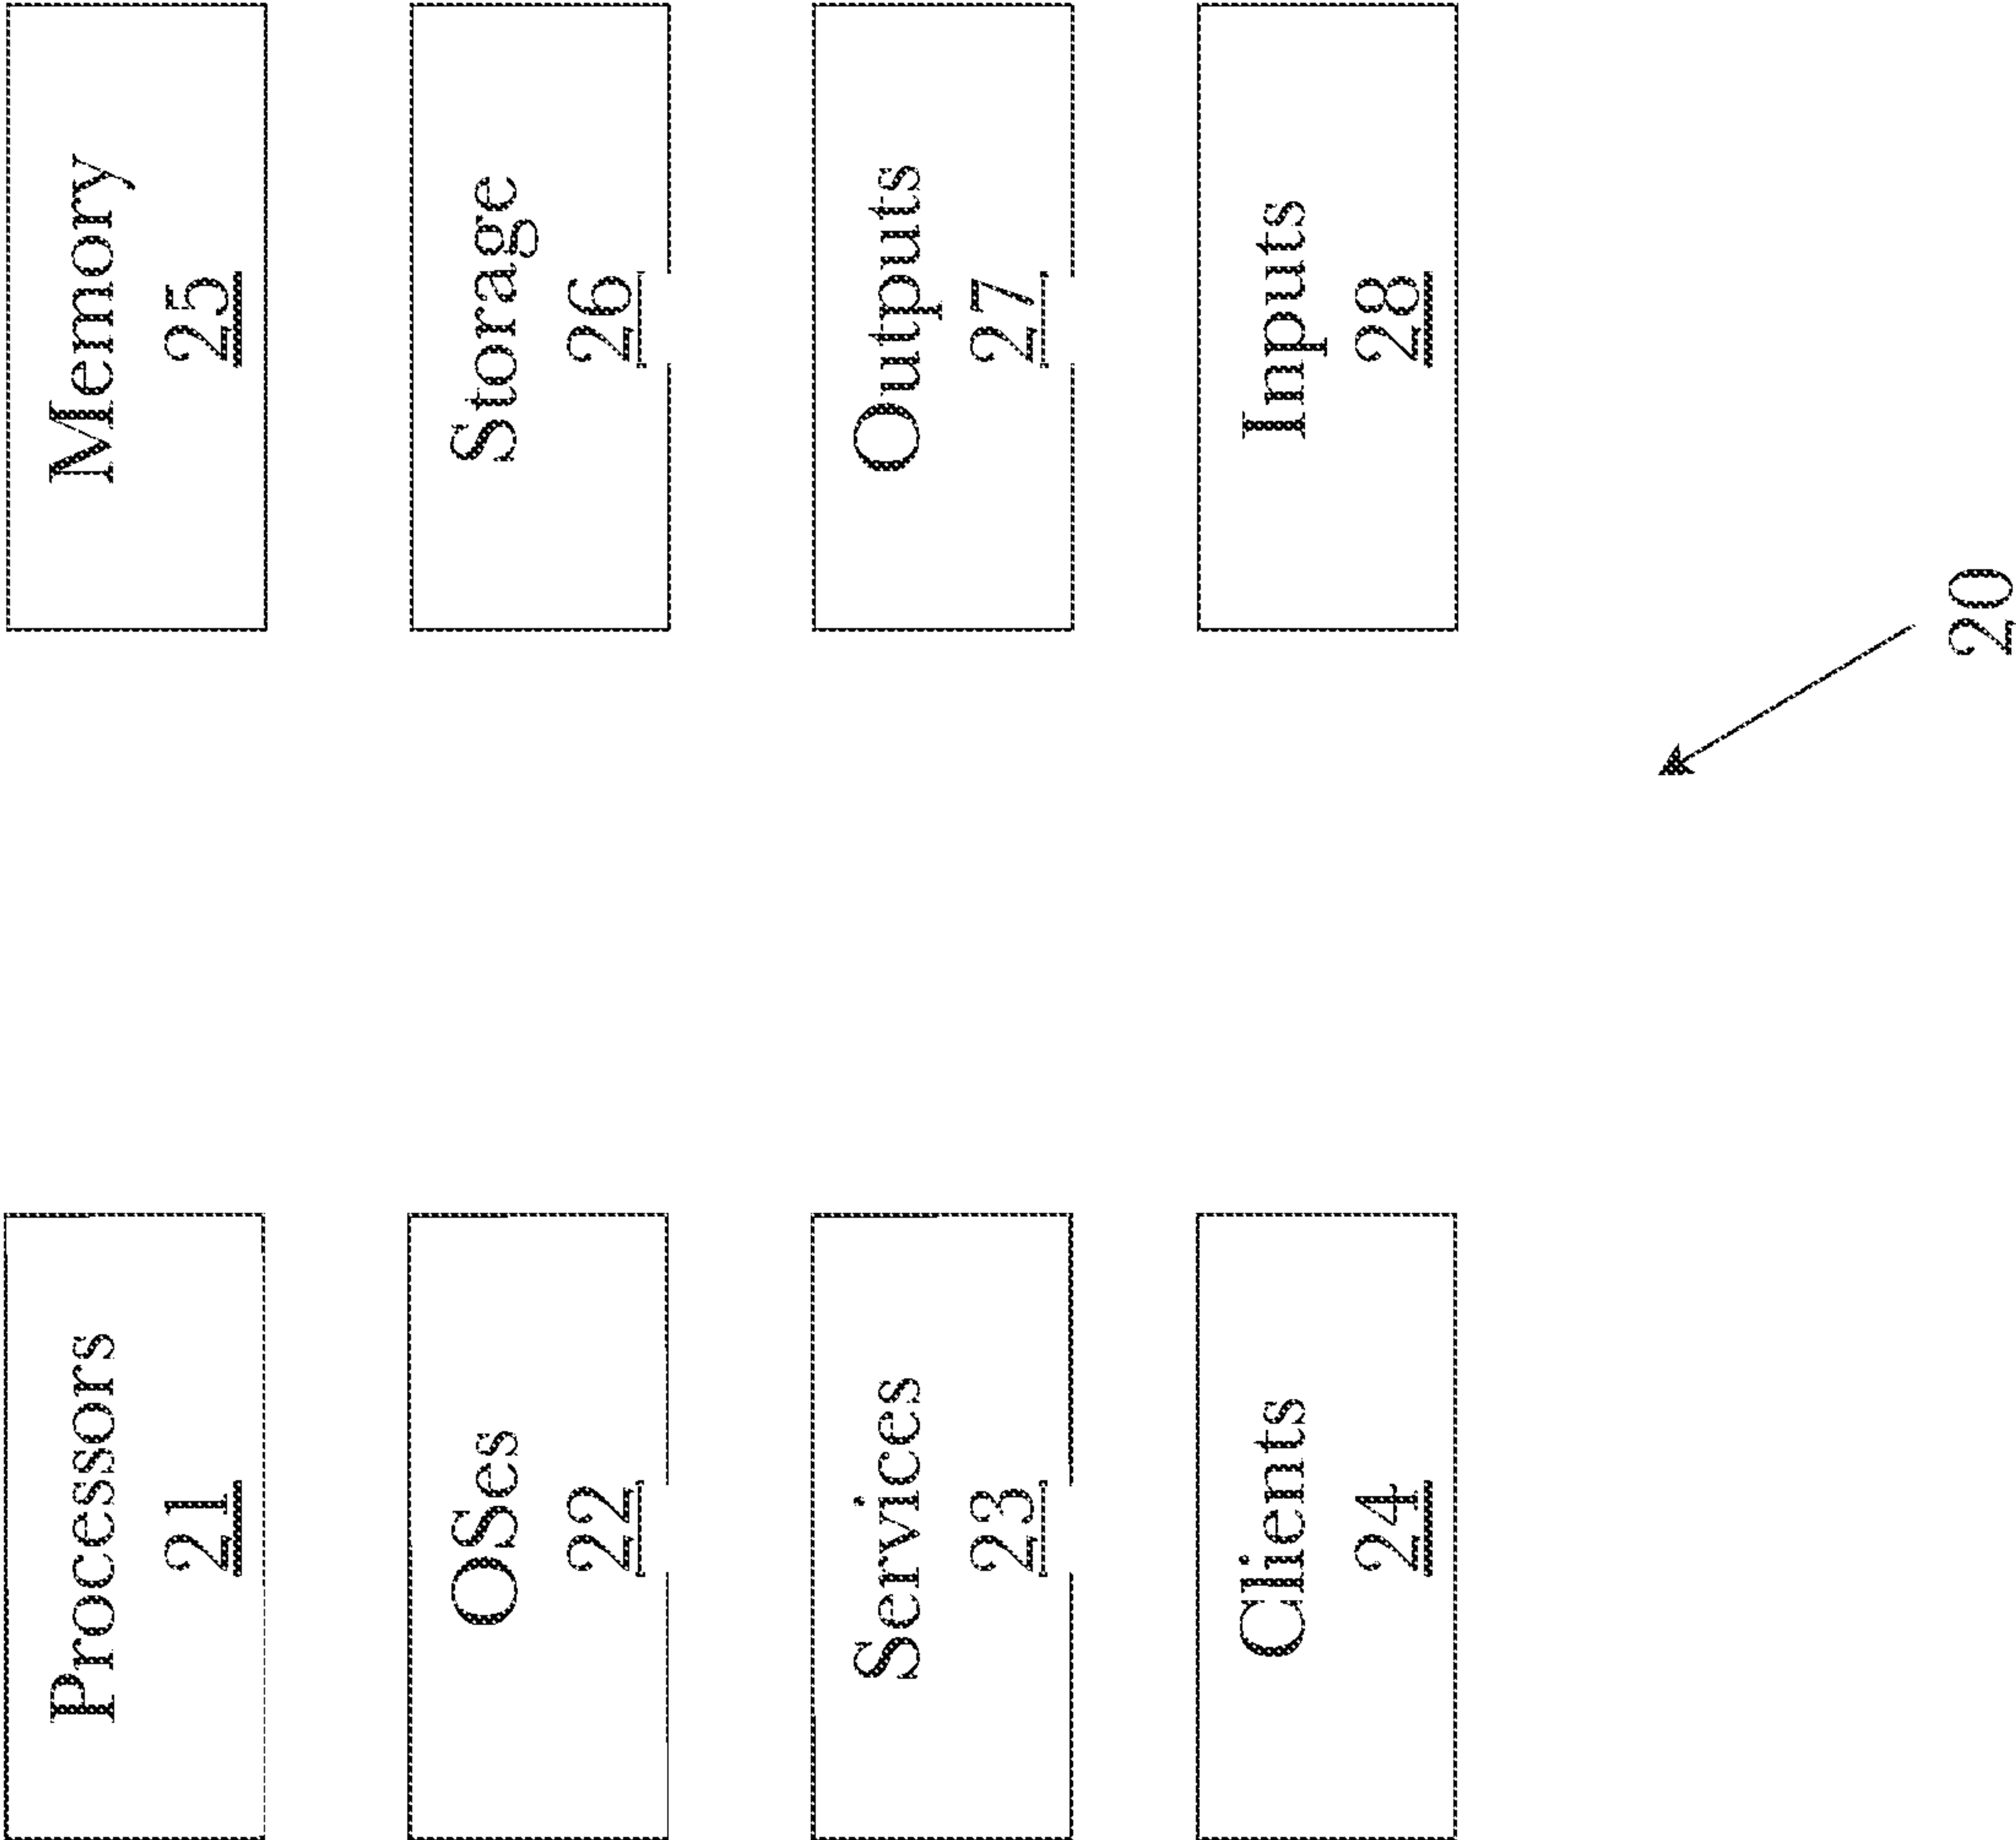 Processors
21
Memory
25
OSes
22
Storage
26
Services
23
Outputs
27
Clients
24
Inputs
28
20